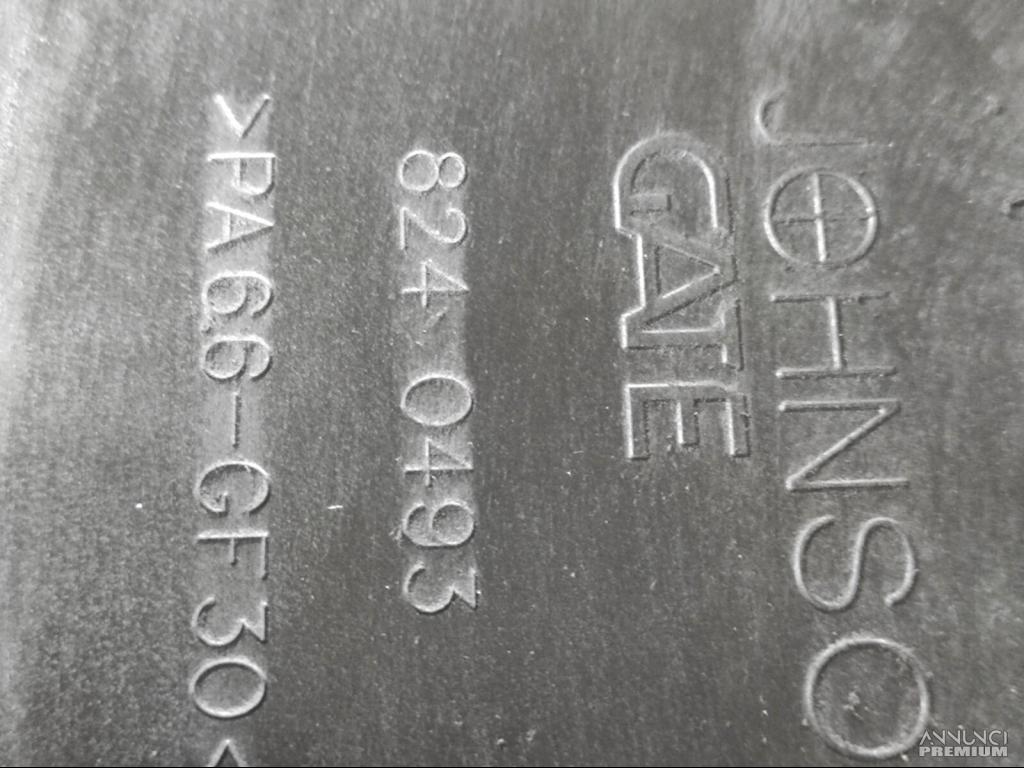 JOHNSO
GATE
824 0493
>PA66-GF30<
ANNUNCI
PREMIUM